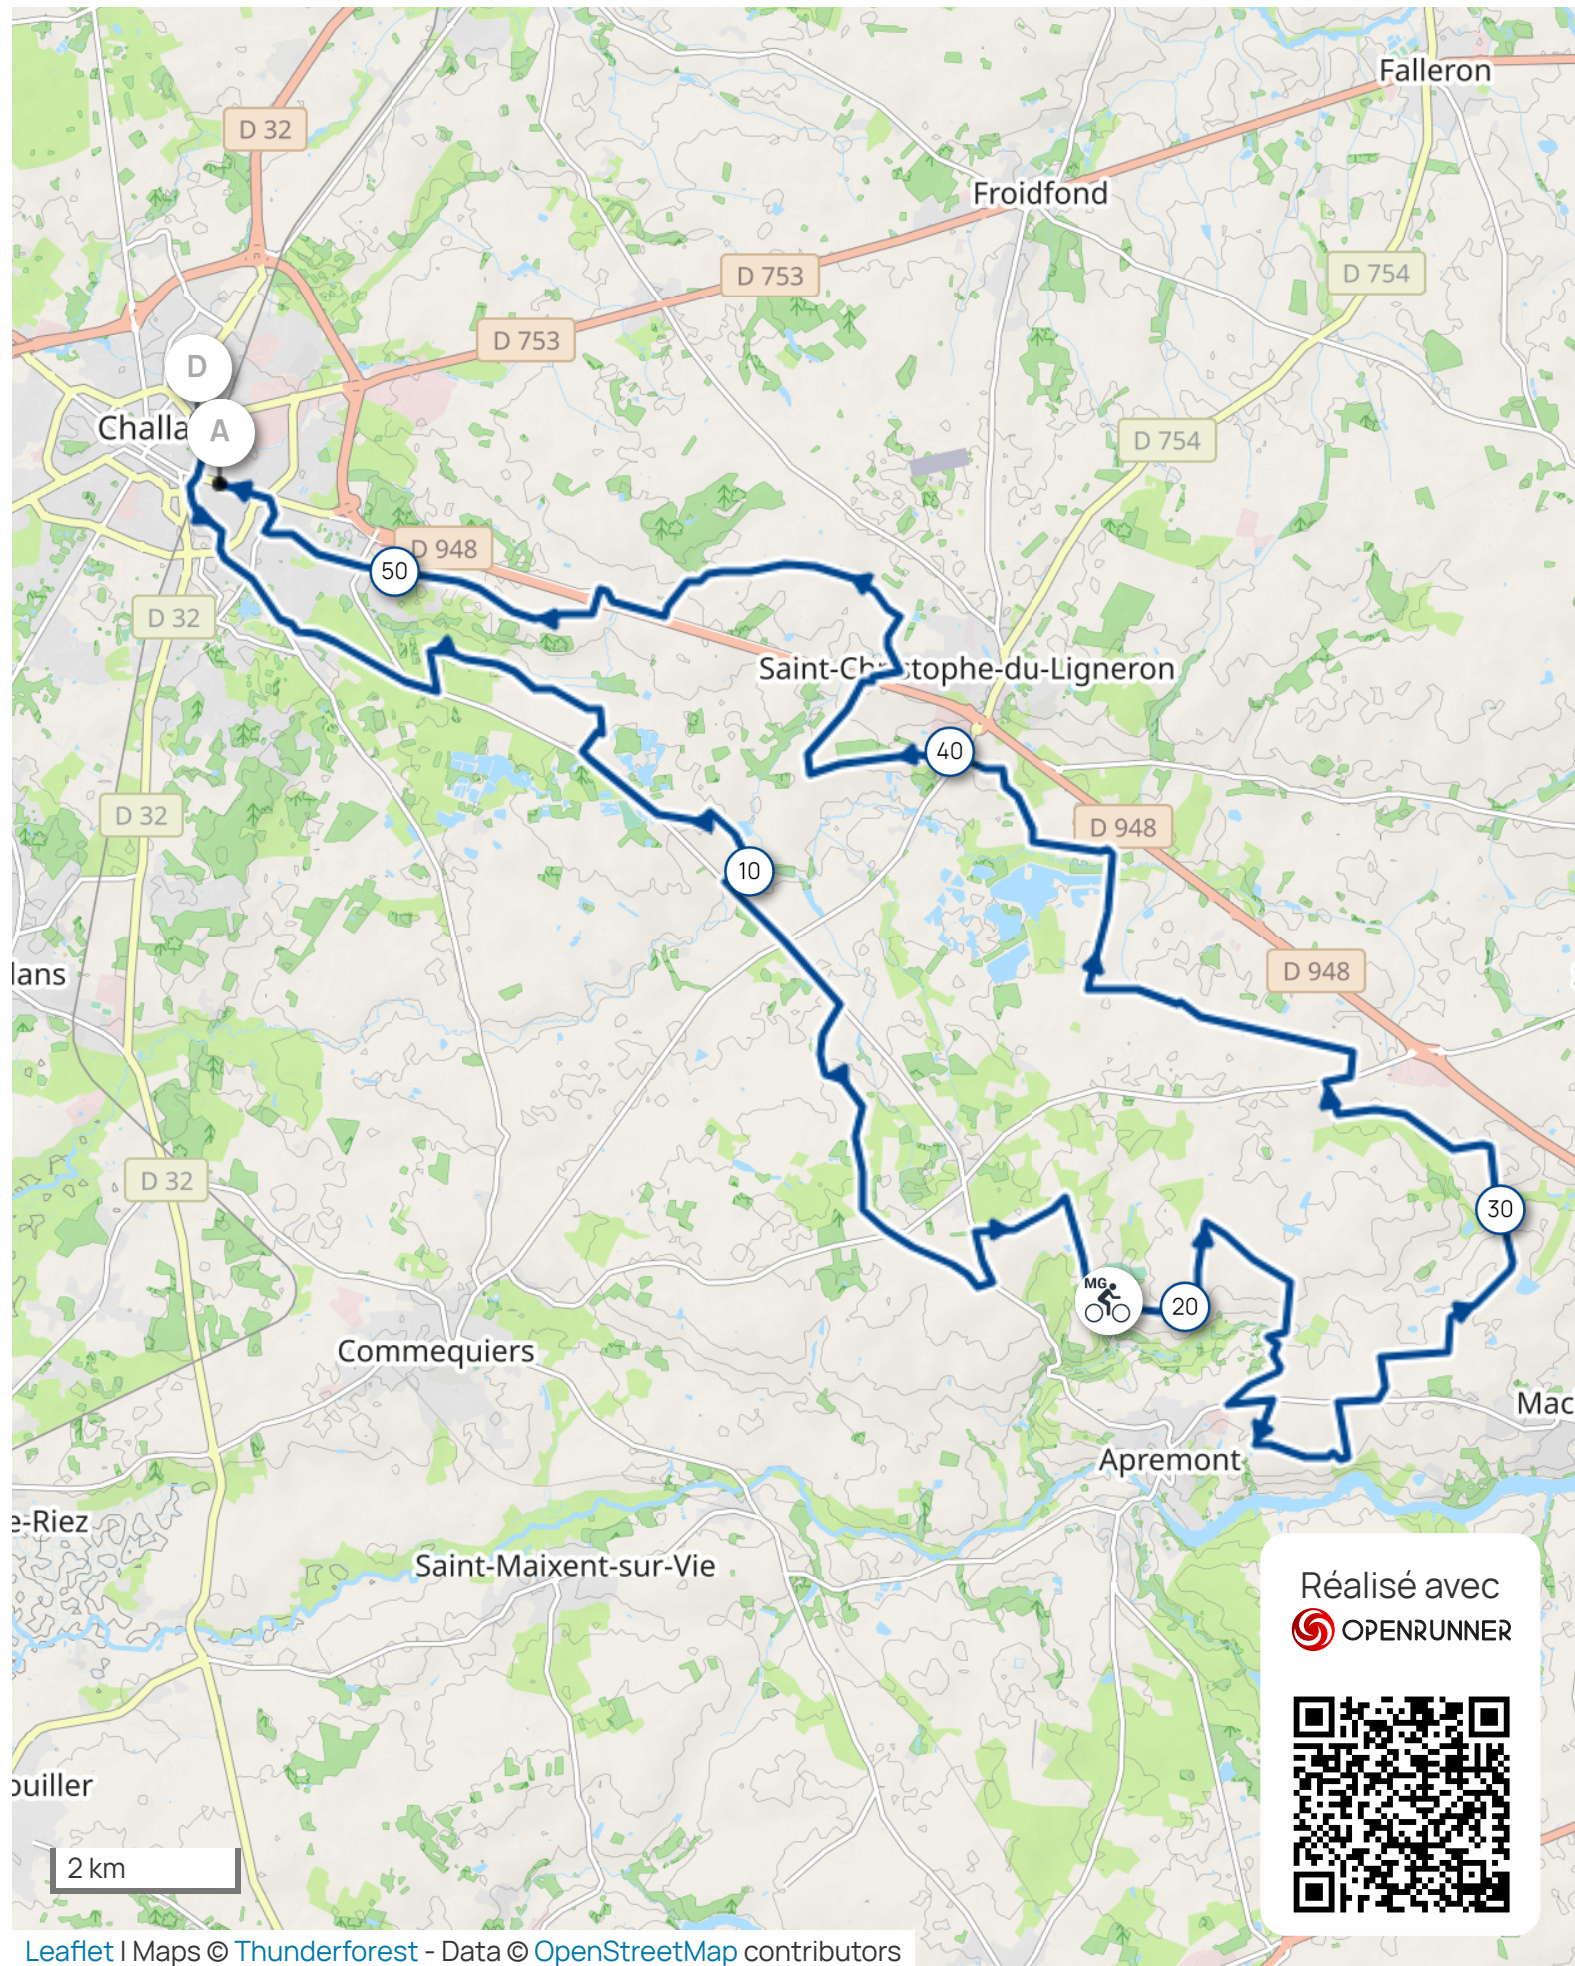 Falleron
D 32
Froidfond
D 753
D 754
D 753
D
Challa
A
D 754
D 948
50
D 32
Saint-Ch stophe-du-Ligneron
40
D 32
D 948
10
lans
D 948
D 32
30
MG
20
Commequiers
Mac
Apremont
e-Riez
Saint-Maixent-sur-Vie
Réalisé avec
OPENRUNNER
ouiller
2 km
Leaflet | Maps © Thunderforest - Data © OpenStreetMap contributors